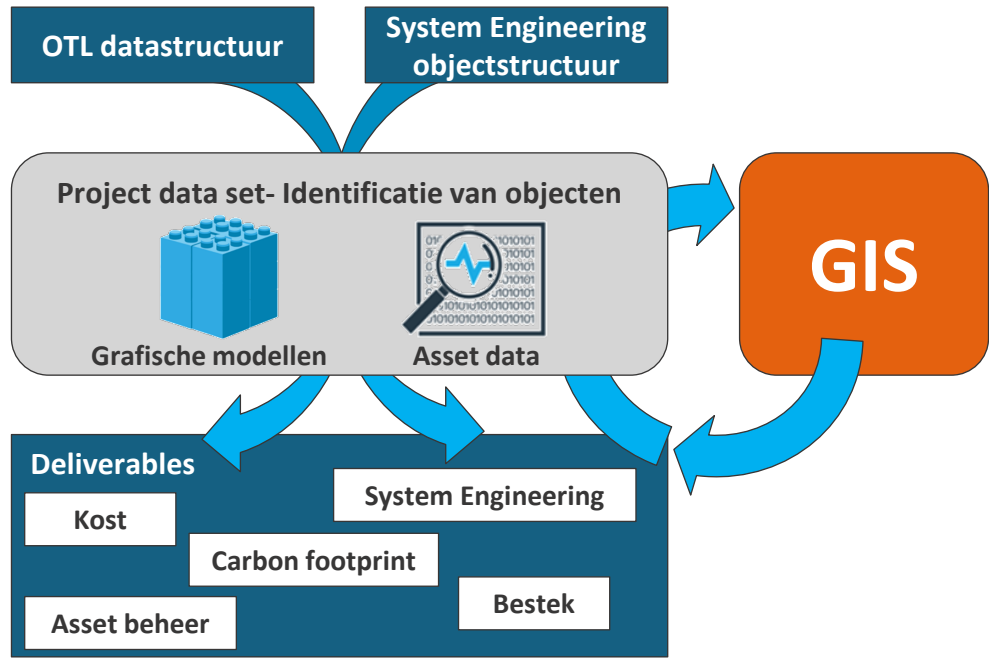 OTL datastructuur
System Engineering
objectstructuur
Project data set- Identificatie van objecten
Grafische modellen
Asset data
GIS
Deliverables
System Engineering
Kost
Carbon footprint
Bestek
Asset beheer